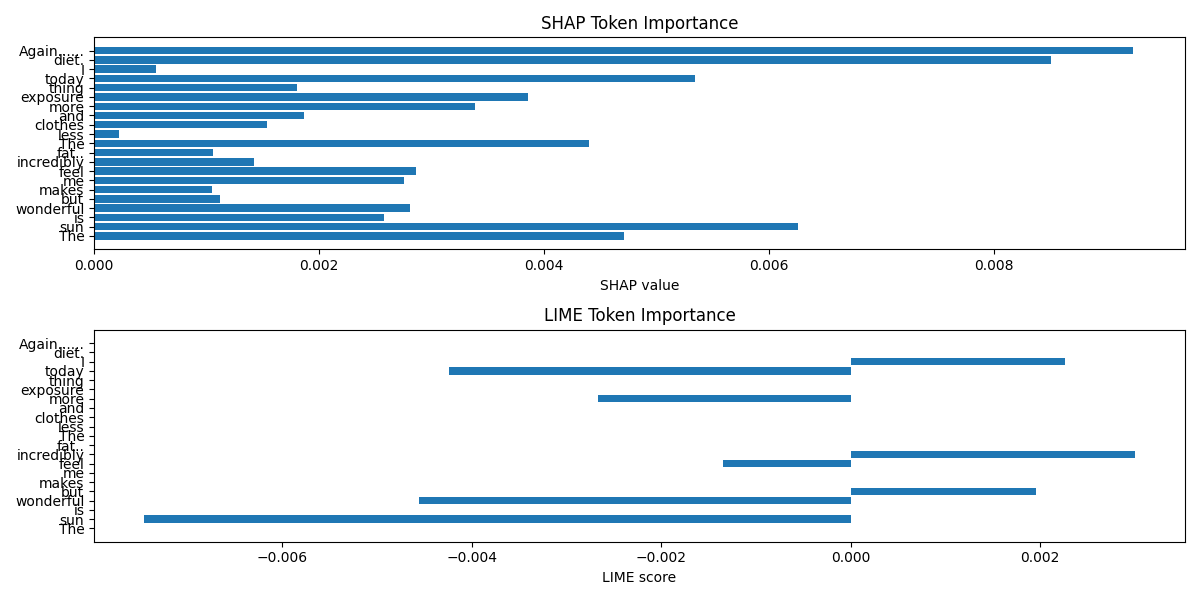 SHAP Token Importance
Again......
diet.
I
today
thing
exposure
more
and
clothes
less
The
fat..
incredibly
feel
me
makes
but
wonderful
is
sun
The
0.000 0.002 0.004 0.006 0.008
SHAP value
LIME Token Importance
Again......
diet.
I
today
thing
exposure
more
and
clothes
less
The
fat..
incredibly
feel
me
makes
but
wonderful
is
sun
The
−0.006 −0.004 −0.002 0.000 0.002
LIME score